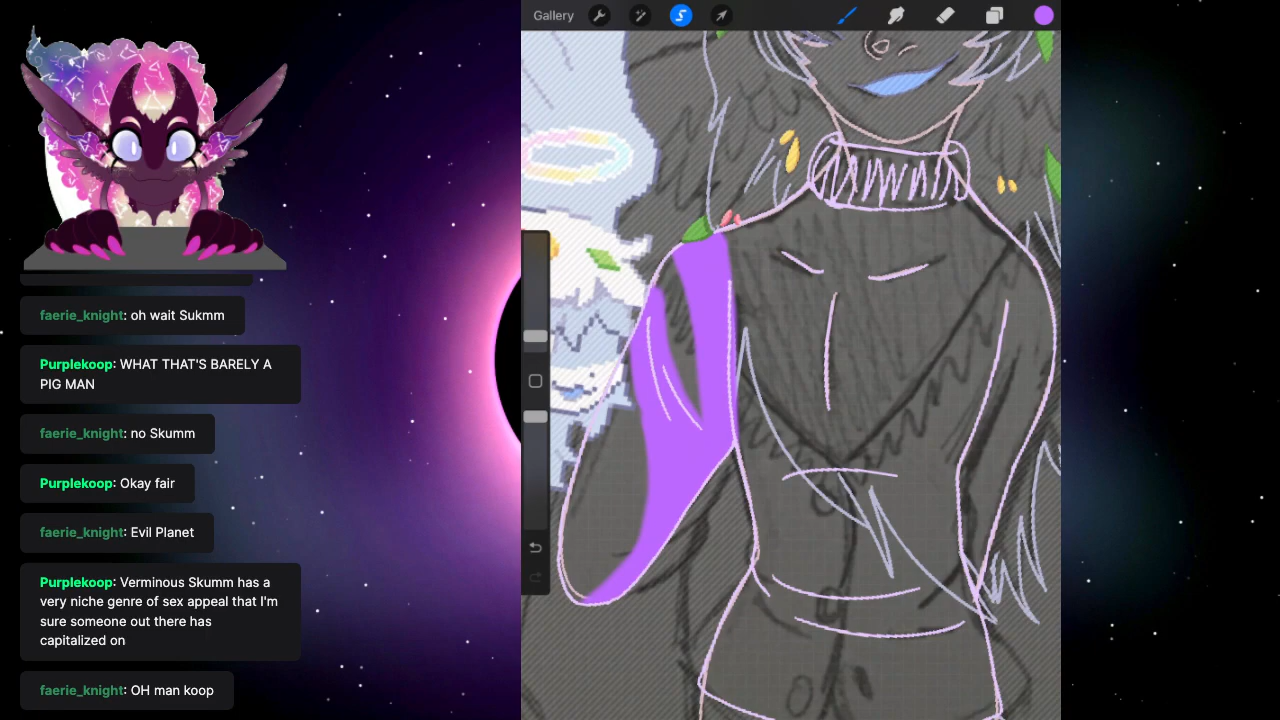 Gallery
faerie_knight: oh wait Sukmm
Purplekoop: WHAT THAT'S BARELY A
PIG MAN
faerie_knight: no Skumm
Purplekoop: Okay fair
faerie_knight: Evil Planet
Purplekoop: Verminous Skumm has a
very niche genre of sex appeal that I'm
sure someone out there has
capitalized on
faerie_knight: OH man koop